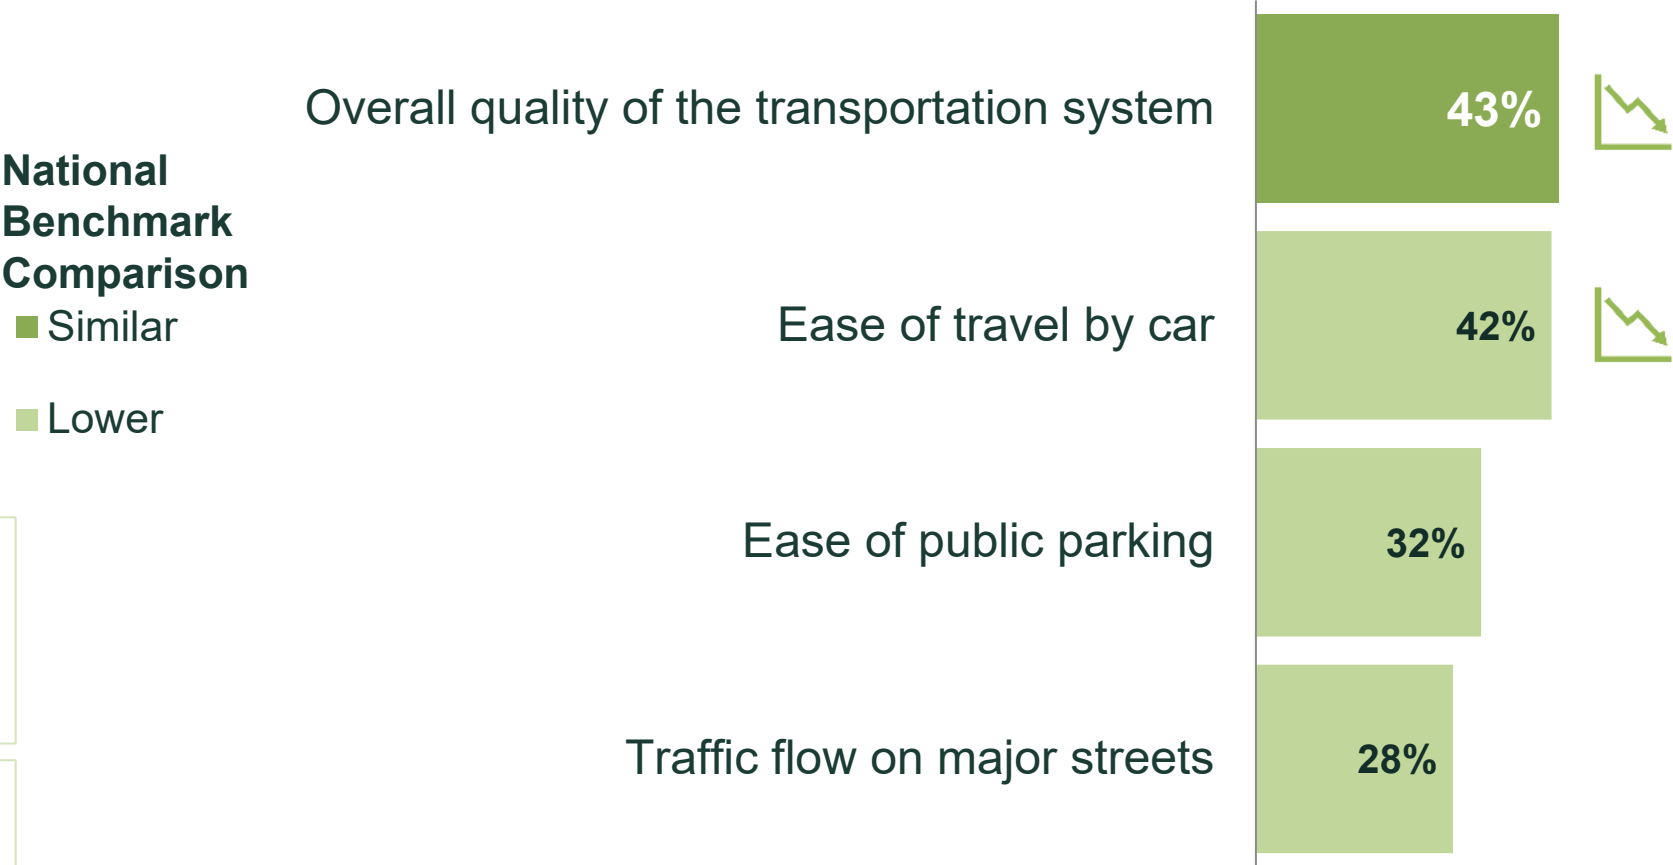 National
Benchmark
Comparison
Similar
Lower
Overall quality of the transportation system
43%
Ease of travel by car
42%
Ease of public parking
32%
Traffic flow on major streets
28%